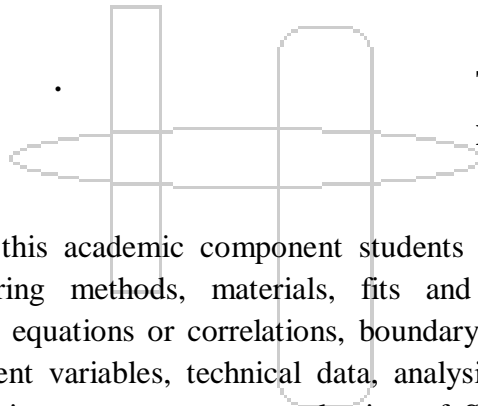 this academic component students
ring methods, materials, fits and
equations or correlations, boundary
ent variables, technical data, analysi